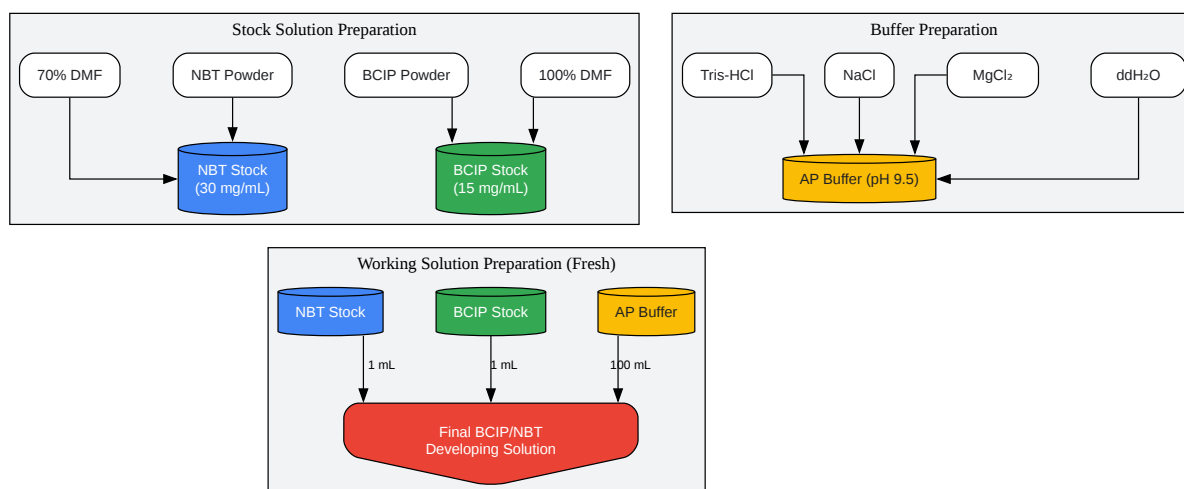 Stock Solution Preparation
70% DMF
NBT Powder
BCIP Powder
100% DMF
NBT Stock
(30 mg/mL)
BCIP Stock
(15 mg/mL)
Buffer Preparation
Tris-HCl
NaCl
MgCl₂
ddH₂O
AP Buffer (pH 9.5)
Working Solution Preparation (Fresh)
NBT Stock
BCIP Stock
AP Buffer
1 mL
1 mL
100 mL
Final BCIP/NBT
Developing Solution